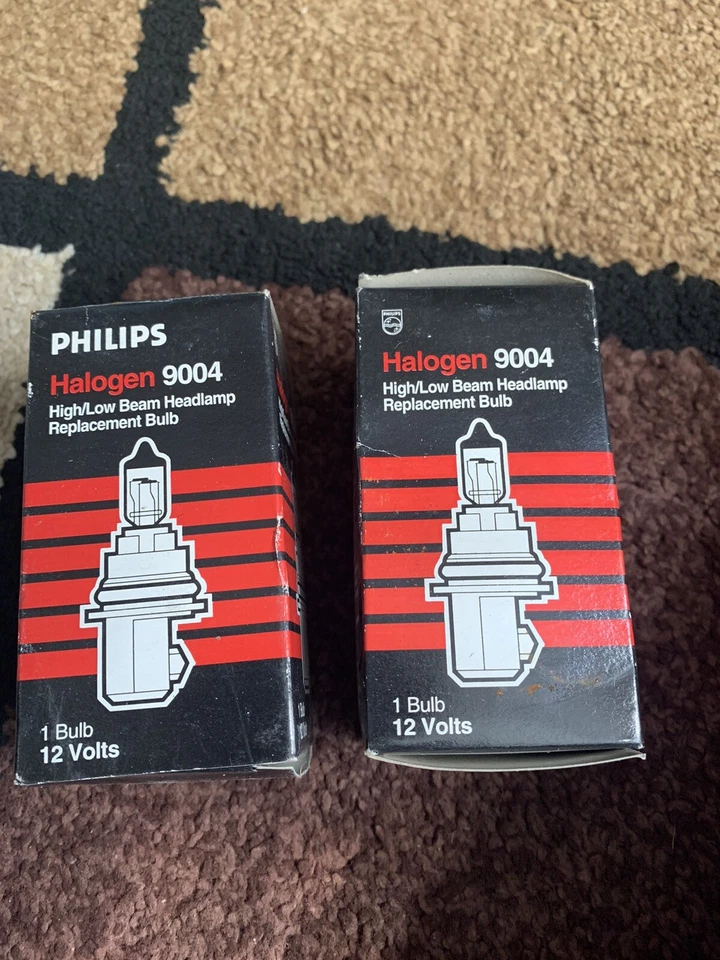 PHILIPS
Halogen 9004
High/Low Beam Headlamp
Replacement Bulb
1 Bulb
12 Volts
PHILIPS
Halogen 9004
High/Low Beam Headlamp
Replacement Bulb
1 Bulb
12 Volts